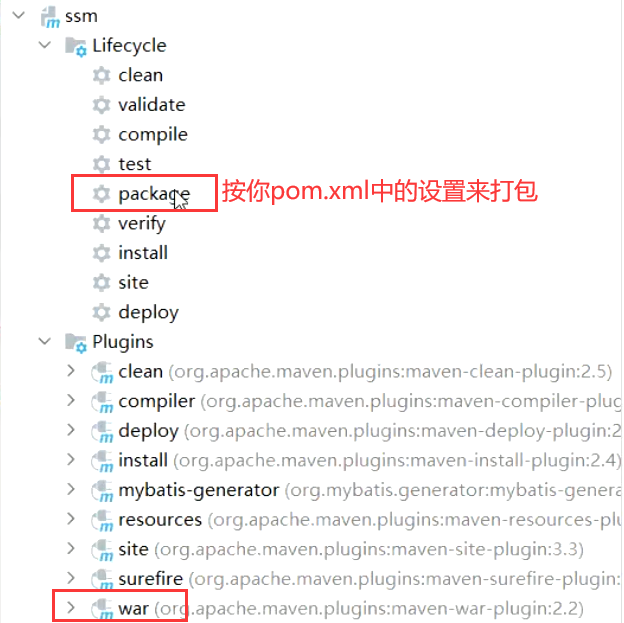 ssm
Lifecycle
clean
validate
compile
test
package 按你pom.xml中的设置来打包
verify
install
site
deploy
Plugins
clean (org.apache.maven.plugins:maven-clean-plugin:2.5)
compiler (org.apache.maven.plugins:maven-compiler-plug
deploy (org.apache.maven.plugins:maven-deploy-plugin:2
install (org.apache.maven.plugins:maven-install-plugin:2.4)
mybatis-generator (org.mybatis.generator:mybatis-genera
resources (org.apache.maven.plugins:maven-resources-plu
site (org.apache.maven.plugins:maven-site-plugin:3.3)
surefire (org.apache.maven.plugins:maven-surefire-plugin:
war (org.apache.maven.plugins:maven-war-plugin:2.2)